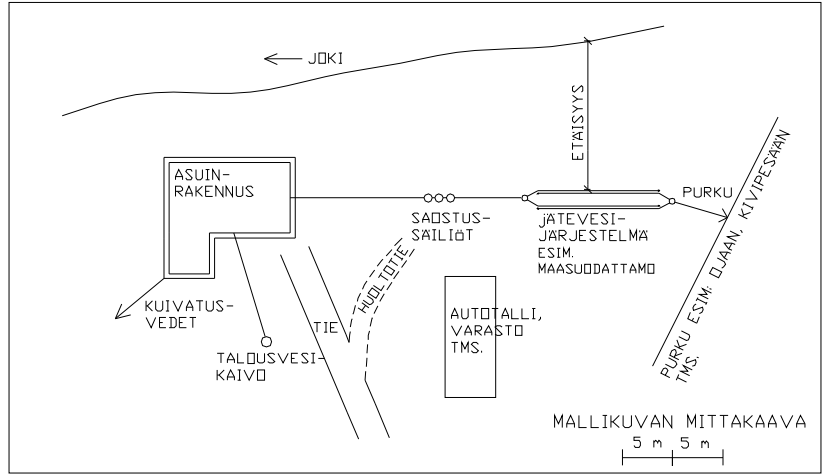 JOKI
ETÄISYYS
ASUIN-
RAKENNUS
PURKU
SAOSTUS-
SÄILIÖT
JÄTEVESI-
JÄRJESTELMÄ
ESIM.
MAASUODATTAMO
PURKU ESIM: OJAAN, KIVIPESÄÄN
TMS.
HUOLTOTIE
KUIVATUS-
VEDET
TIE
AUTOTALLI,
VARASTO
TMS.
TALOUSVESI-
KAIVO
MALLIKUVAN MITTAKAAVA
5 m 5 m